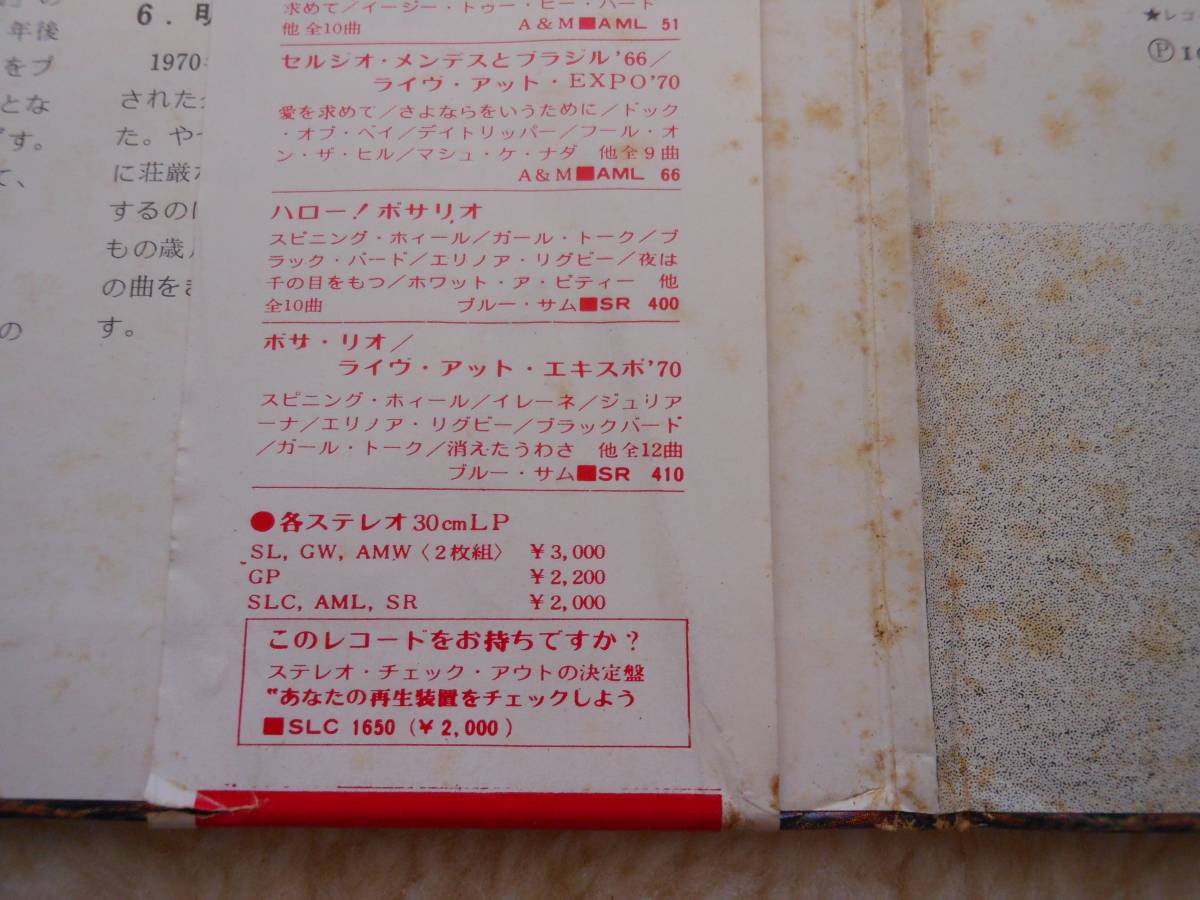 年後
をプ
とな
です。
て、
の
6. 明
1970
された
た。やっ
に荘厳な
するのは
もの歳
の曲をき
す。
求めて/イージー・トゥー・ビー・ハード
他 全10曲 A&M■AML 51
セルジオ・メンデスとブラジル'66/
ライヴ・アット・EXPO'70
愛を求めて/さよならをいうために/ドック
・オブ・ベイ/デイトリッパー/フール・オ
ン・ザ・ヒル/マシュ・ケ・ナダ 他全9曲
A&M■AML 66
ハロー!ボサリオ
スピニング・ホィール/ガール・トーク/ブ
ラック・バード/エリノア・リグビー/夜は
千の目をもつ/ホワット・ア・ピティー 他
全10曲 ブルー・サム■SR 400
ボサ・リオ/
ライヴ・アット・エキスポ'70
スピニング・ホィール/イレーネ/ジュリア
ーナ/エリノア・リグビー/ブラックバード
/ガール・トーク/消えたうわさ 他全12曲
ブルー・サム■SR 410
●各ステレオ30cmLP
SL, GW, AMW〈2枚組〉 ¥3,000
GP ¥2,200
SLC, AML, SR ¥2,000
このレコードをお持ちですか?
ステレオ・チェック・アウトの決定盤
“あなたの再生装置をチェックしよう
■SLC 1650 (¥2,000)
★レコ
Ⓟ 1